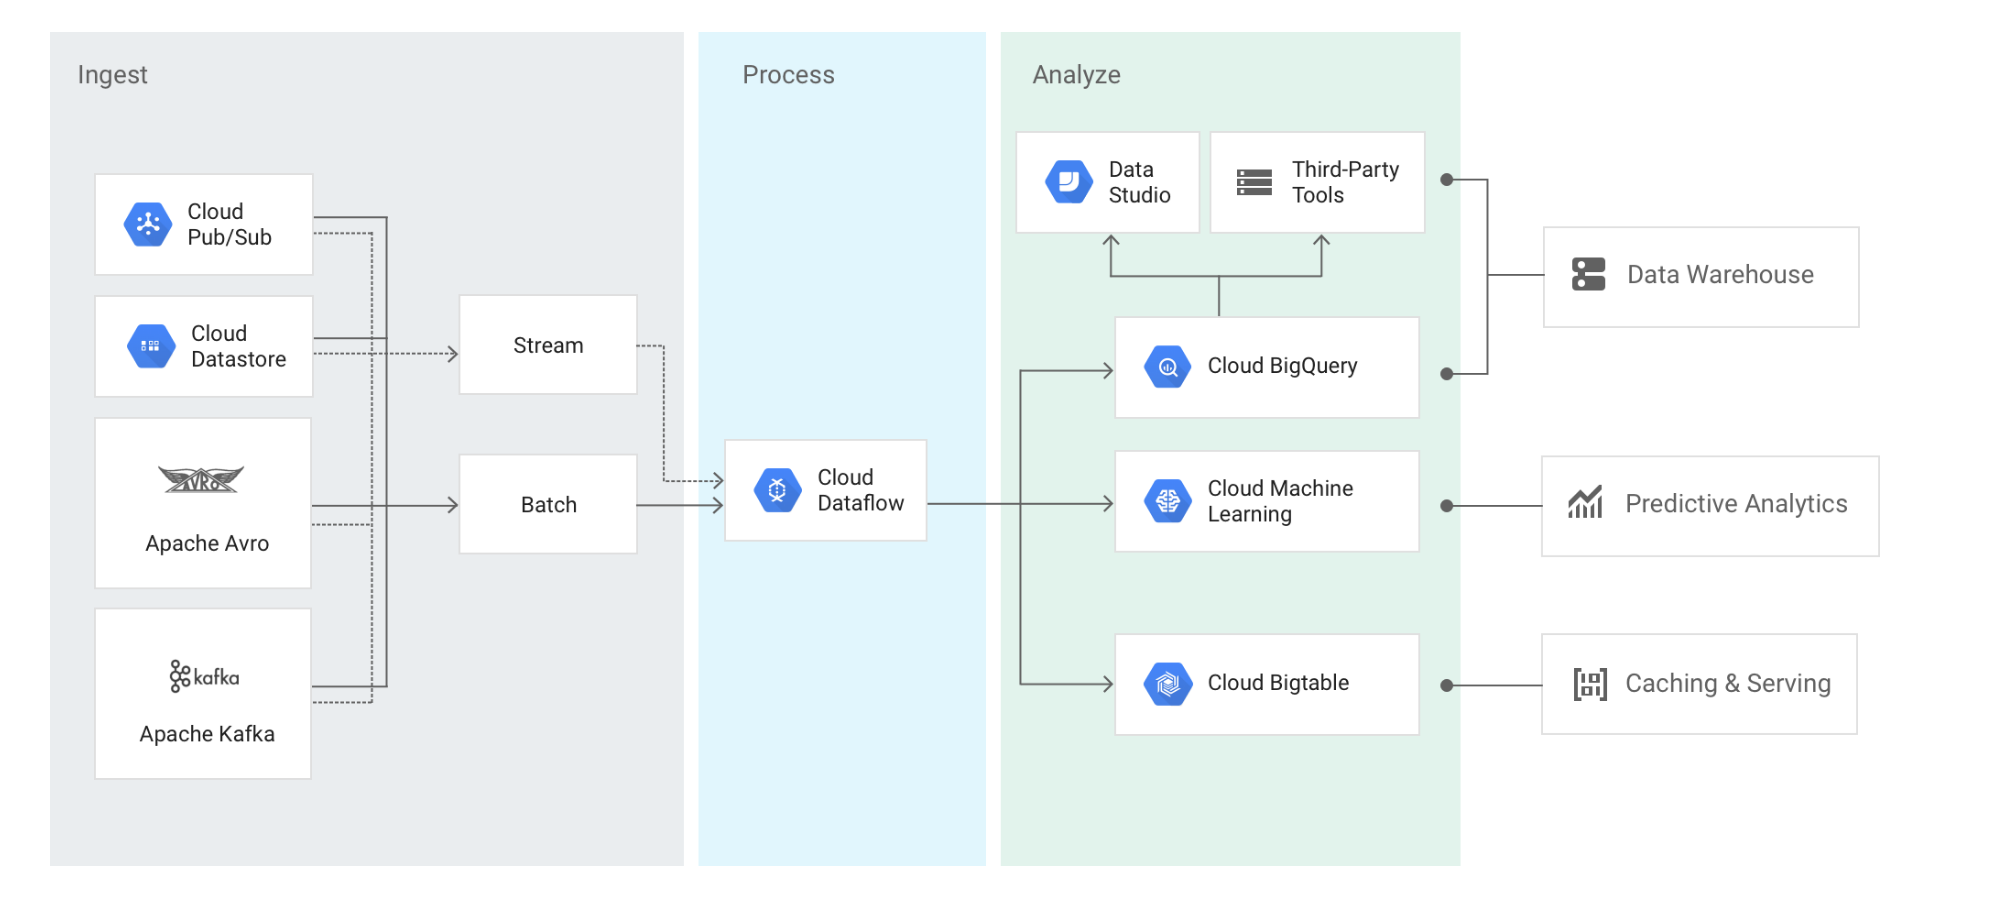 Ingest
Process
Analyze
Cloud
Pub/Sub
Cloud
Datastore
AVRO
Apache Avro
kafka
Apache Kafka
Stream
Batch
Cloud
Dataflow
Data
Studio
Third-Party
Tools
Cloud BigQuery
Cloud Machine
Learning
Cloud Bigtable
Data Warehouse
Predictive Analytics
Caching & Serving